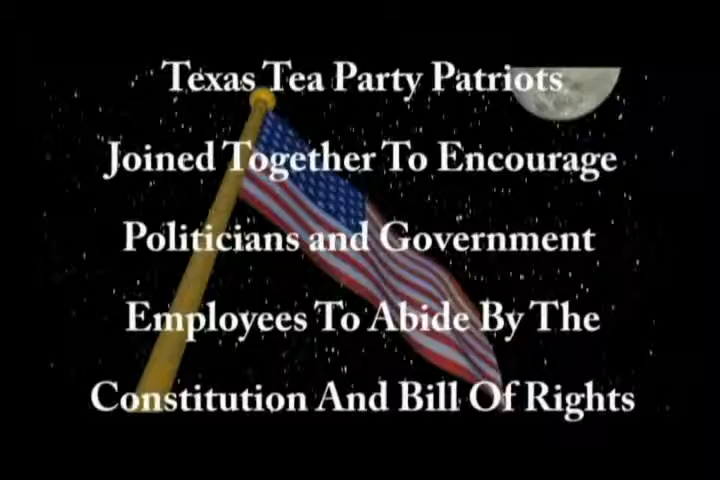 Texas Tea Party Patriots
Joined Together To Encourage
Politicians and Government
Employees To Abide By The
Constitution And Bill Of Rights